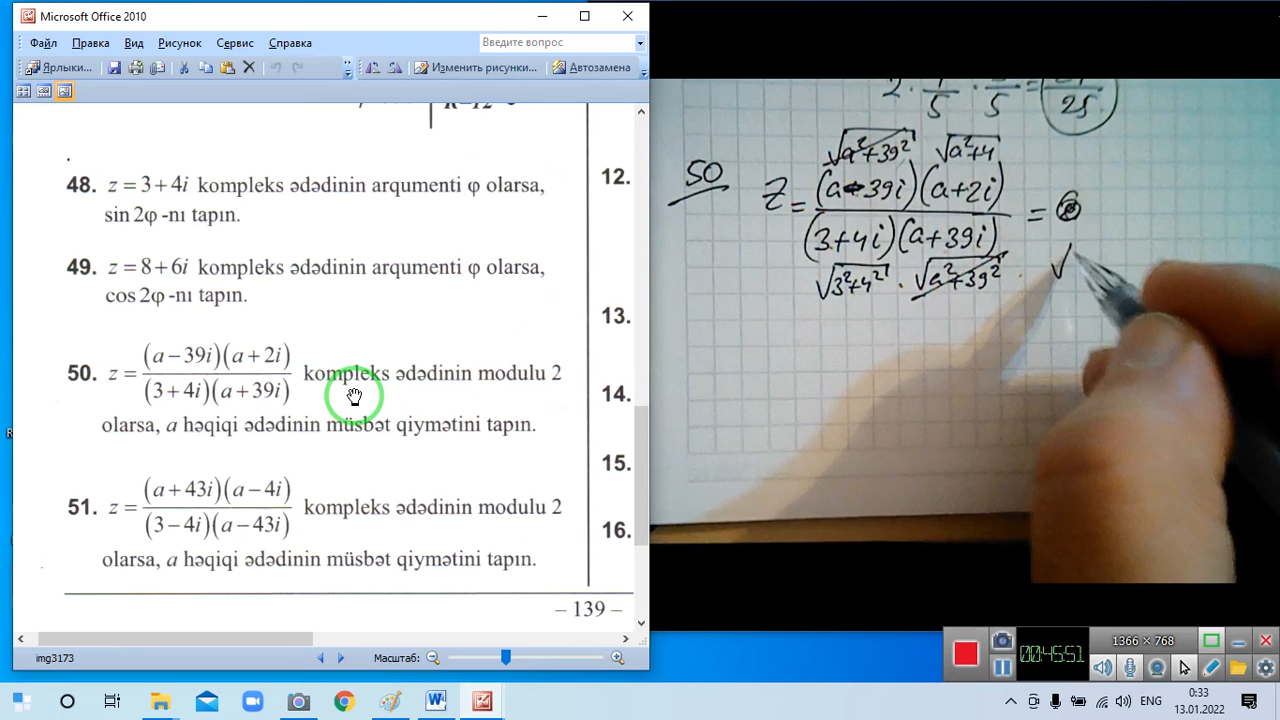 Microsoft Office 2010
Файл Правка Вид Рисунок Сервис Справка
Введите вопрос
Ярлыки...
Изменить рисунки...
Автозамена
48. z = 3 + 4i kompleks ədədinin arqumenti φ olarsa,
sin 2φ -nı tapın.
49. z = 8 + 6i kompleks ədədinin arqumenti φ olarsa,
cos 2φ -nı tapın.
50. z = (a − 39i)(a + 2i) / (3 + 4i)(a + 39i) kompleks ədədinin modulu 2
olarsa, a həqiqi ədədinin müsbət qiymətini tapın.
51. z = (a + 43i)(a − 4i) / (3 − 4i)(a − 43i) kompleks ədədinin modulu 2
olarsa, a həqiqi ədədinin müsbət qiymətini tapın.
12.
13.
14.
15.
16.
– 139 –
img3173
Масштаб:
25
50
√a²+39² √a²+4
Z = (a-39i)(a+2i) / (3+4i)(a+39i) =
√3²+4² · √a²+39²
√
1366 × 768
00:45:51
ENG
0:33
13.01.2022